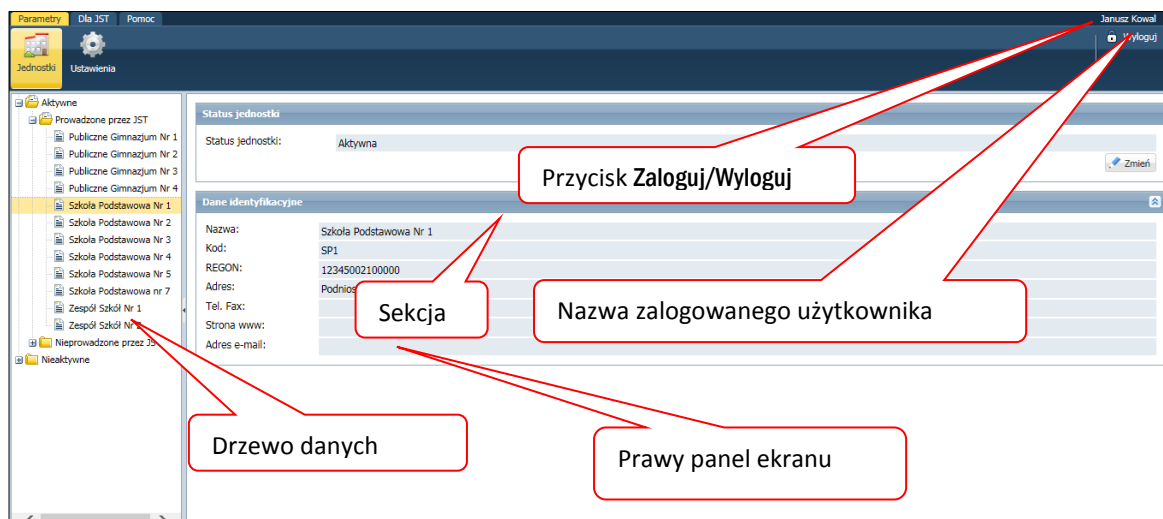 Parametry Dla JST Pomoc Janusz Kowal
Wyloguj
Jednostki Ustawienia
Aktywne
Prowadzone przez JST
Publiczne Gimnazjum Nr 1
Publiczne Gimnazjum Nr 2
Publiczne Gimnazjum Nr 3
Publiczne Gimnazjum Nr 4
Szkoła Podstawowa Nr 1
Szkoła Podstawowa Nr 2
Szkoła Podstawowa Nr 3
Szkoła Podstawowa Nr 4
Szkoła Podstawowa Nr 5
Szkoła Podstawowa nr 7
Zespół Szkół Nr 1
Zespół Szkół Nr
Nieprowadzone przez JS
Nieaktywne
Status jednostki
Status jednostki: Aktywna
Zmień
Dane identyfikacyjne
Nazwa: Szkoła Podstawowa Nr 1
Kod: SP1
REGON: 12345002100000
Adres: Podnios
Tel. Fax:
Strona www:
Adres e-mail:
Przycisk Zaloguj/Wyloguj
Sekcja
Nazwa zalogowanego użytkownika
Drzewo danych
Prawy panel ekranu